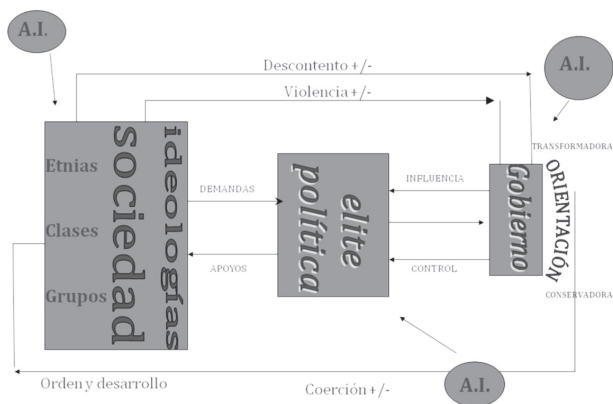 A.I.
A.I.
Descontento +/-
Violencia +/-
TRANSFORMADORA
Etnias
Clases
Grupos
sociedad
ideologías
DEMANDAS
APOYOS
elite
política
INFLUENCIA
CONTROL
Gobierno
ORIENTACIÓN
CONSERVADORA
Orden y desarrollo
Coerción +/-
A.I.